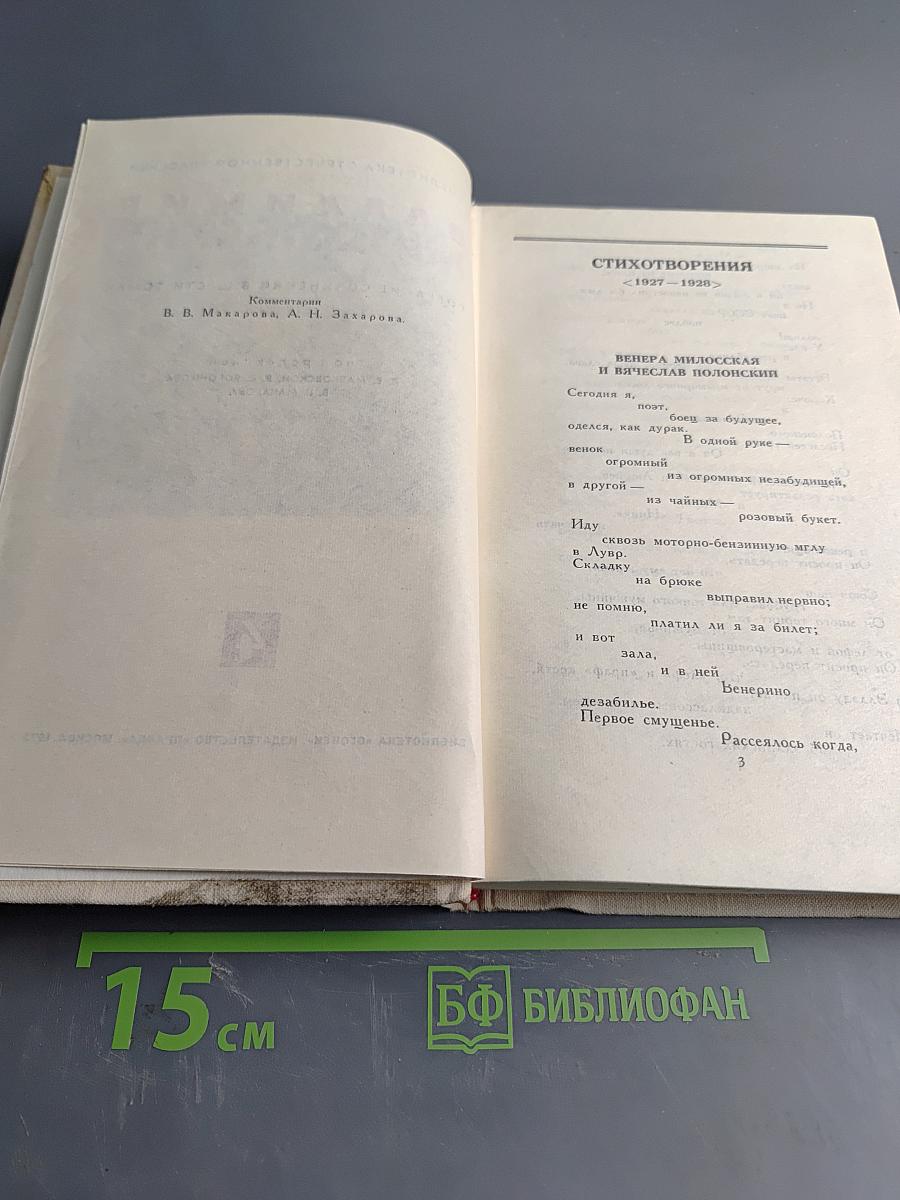 Комментарии
В. В. Макарова, А. Н. Захарова.
СТИХОТВОРЕНИЯ
<1927—1928>
ВЕНЕРА МИЛОССКАЯ
И ВЯЧЕСЛАВ ПОЛОНСКИЙ
Сегодня я,
поэт,
боец за будущее,
оделся, как дурак.
В одной руке —
венок
огромный
из огромных незабудищей,
в другой —
из чайных —
розовый букет.
Иду
сквозь моторно-бензинную мглу
в Лувр.
Складку
на брюке
выправил нервно;
не помню,
платил ли я за билет;
и вот
зала,
и в ней
Венерино
дезабилье.
Первое смущенье.
Рассеялось когда,
3
15 см
БФ БИБЛИОФАН